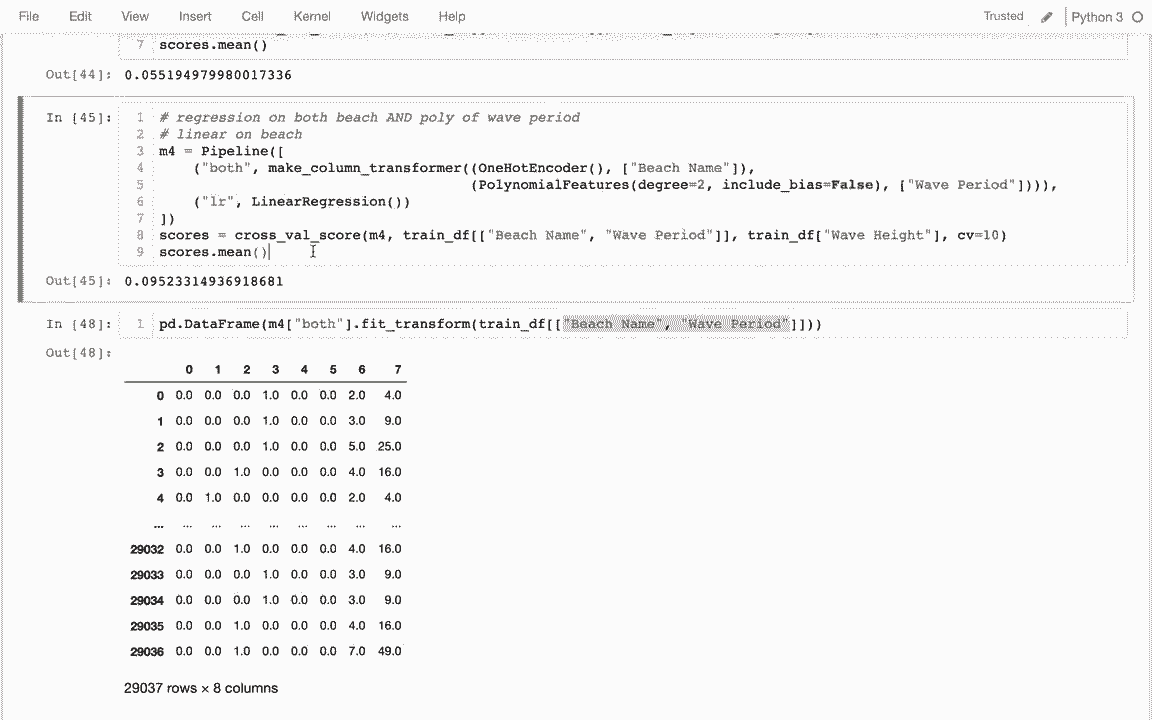 File Edit View Insert Cell Kernel Widgets Help Trusted Python 3
7 scores.mean()
Out[44]: 0.055194979980017336
In [45]: 1 # regression on both beach AND poly of wave period
2 # linear on beach
3 m4 = Pipeline([
4 ("both", make_column_transformer((OneHotEncoder(), ["Beach Name"]),
5 (PolynomialFeatures(degree=2, include_bias=False), ["Wave Period"]))),
6 ("lr", LinearRegression())
7 ])
8 scores = cross_val_score(m4, train_df[["Beach Name", "Wave Period"]], train_df["Wave Height"], cv=10)
9 scores.mean()
Out[45]: 0.09523314936918681
In [48]: 1 pd.DataFrame(m4["both"].fit_transform(train_df[["Beach Name", "Wave Period"]]))
Out[48]:
0 1 2 3 4 5 6 7
0 0.0 0.0 0.0 1.0 0.0 0.0 2.0 4.0
1 0.0 0.0 0.0 1.0 0.0 0.0 3.0 9.0
2 0.0 0.0 0.0 1.0 0.0 0.0 5.0 25.0
3 0.0 0.0 1.0 0.0 0.0 0.0 4.0 16.0
4 0.0 1.0 0.0 0.0 0.0 0.0 2.0 4.0
... ... ... ... ... ... ... ... ...
29032 0.0 0.0 1.0 0.0 0.0 0.0 4.0 16.0
29033 0.0 0.0 0.0 1.0 0.0 0.0 3.0 9.0
29034 0.0 0.0 0.0 1.0 0.0 0.0 3.0 9.0
29035 0.0 0.0 1.0 0.0 0.0 0.0 4.0 16.0
29036 0.0 0.0 1.0 0.0 0.0 0.0 7.0 49.0
29037 rows × 8 columns